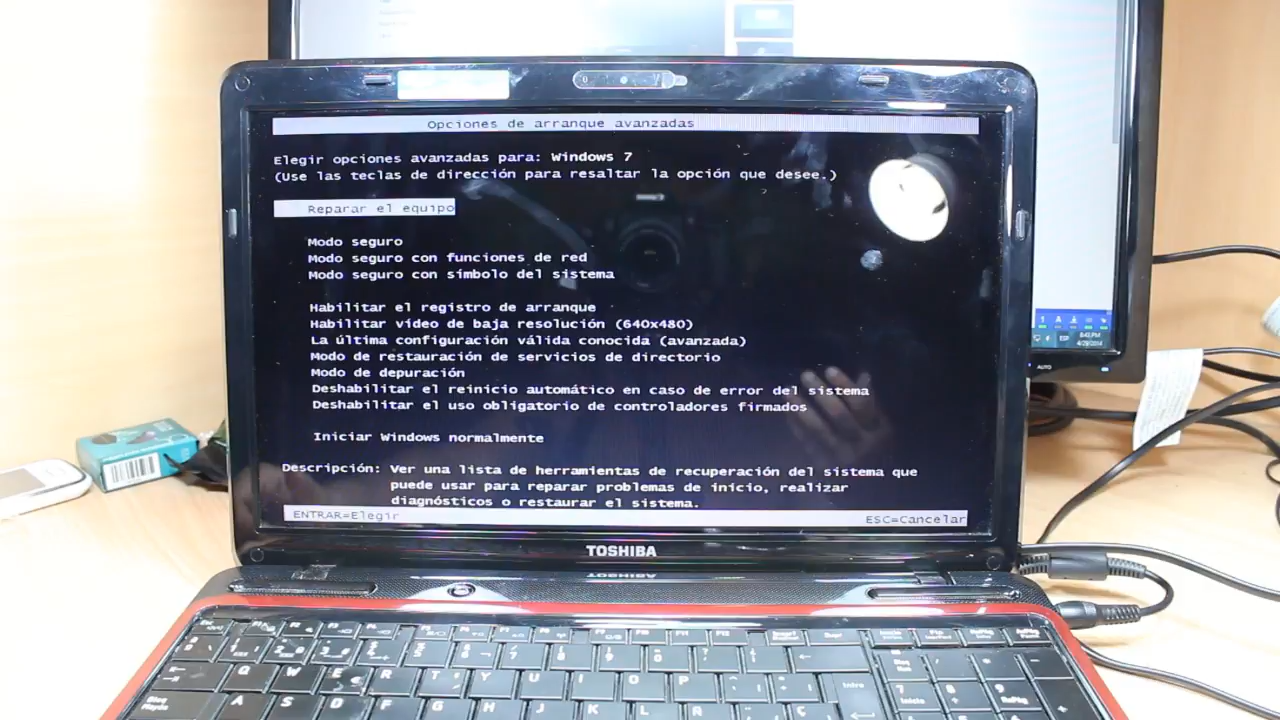 Opciones de arranque avanzadas
Elegir opciones avanzadas para: Windows 7
(Use las teclas de dirección para resaltar la opción que desee.)
Reparar el equipo
Modo seguro
Modo seguro con funciones de red
Modo seguro con símbolo del sistema
Habilitar el registro de arranque
Habilitar vídeo de baja resolución (640x480)
La última configuración válida conocida (avanzada)
Modo de restauración de servicios de directorio
Modo de depuración
Deshabilitar el reinicio automático en caso de error del sistema
Deshabilitar el uso obligatorio de controladores firmados
Iniciar Windows normalmente
Descripción: Ver una lista de herramientas de recuperación del sistema que
puede usar para reparar problemas de inicio, realizar
diagnósticos o restaurar el sistema.
ENTRAR=Elegir ESC=Cancelar
TOSHIBA
AUTO
Q W E R T Y U I O P
A S D F G H J K L Ñ